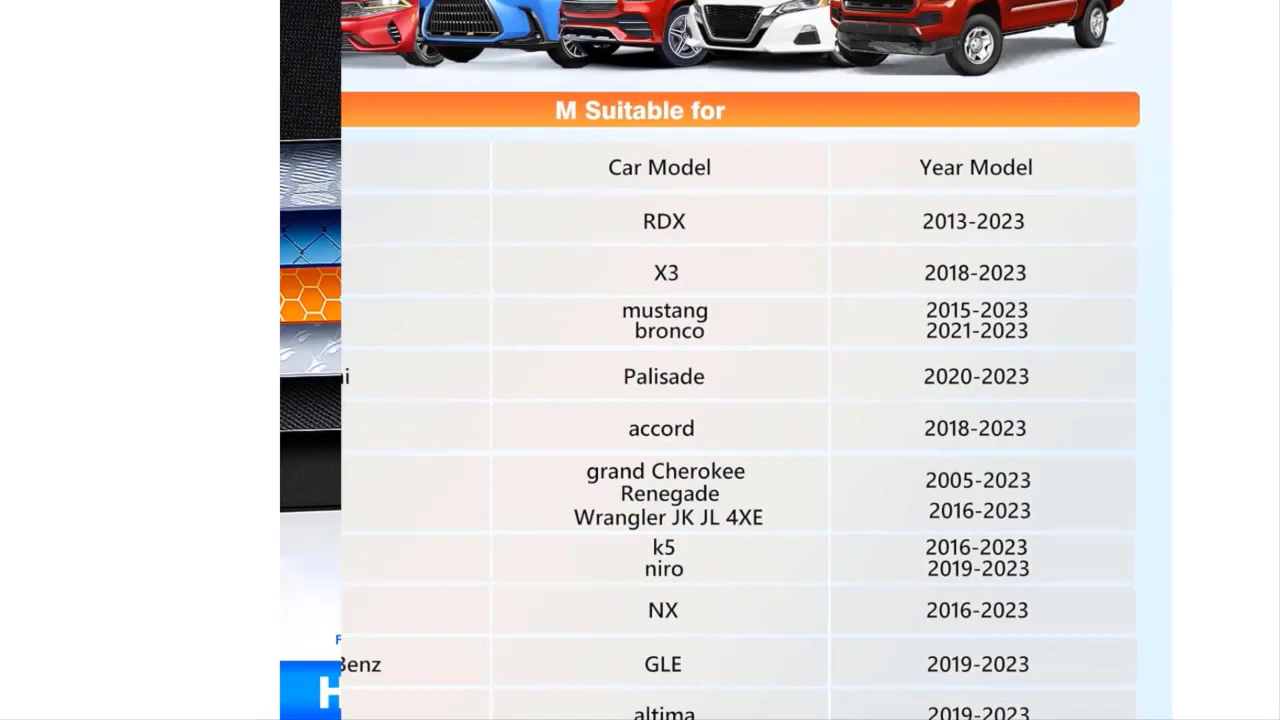 M Suitable for
Car Model Year Model
RDX 2013-2023
X3 2018-2023
mustang 2015-2023
bronco 2021-2023
Palisade 2020-2023
accord 2018-2023
grand Cherokee
2005-2023
Renegade
2016-2023
Wrangler JK JL 4XE
k5 2016-2023
niro 2019-2023
NX 2016-2023
F
Benz GLE 2019-2023
H
altima 2019-2023